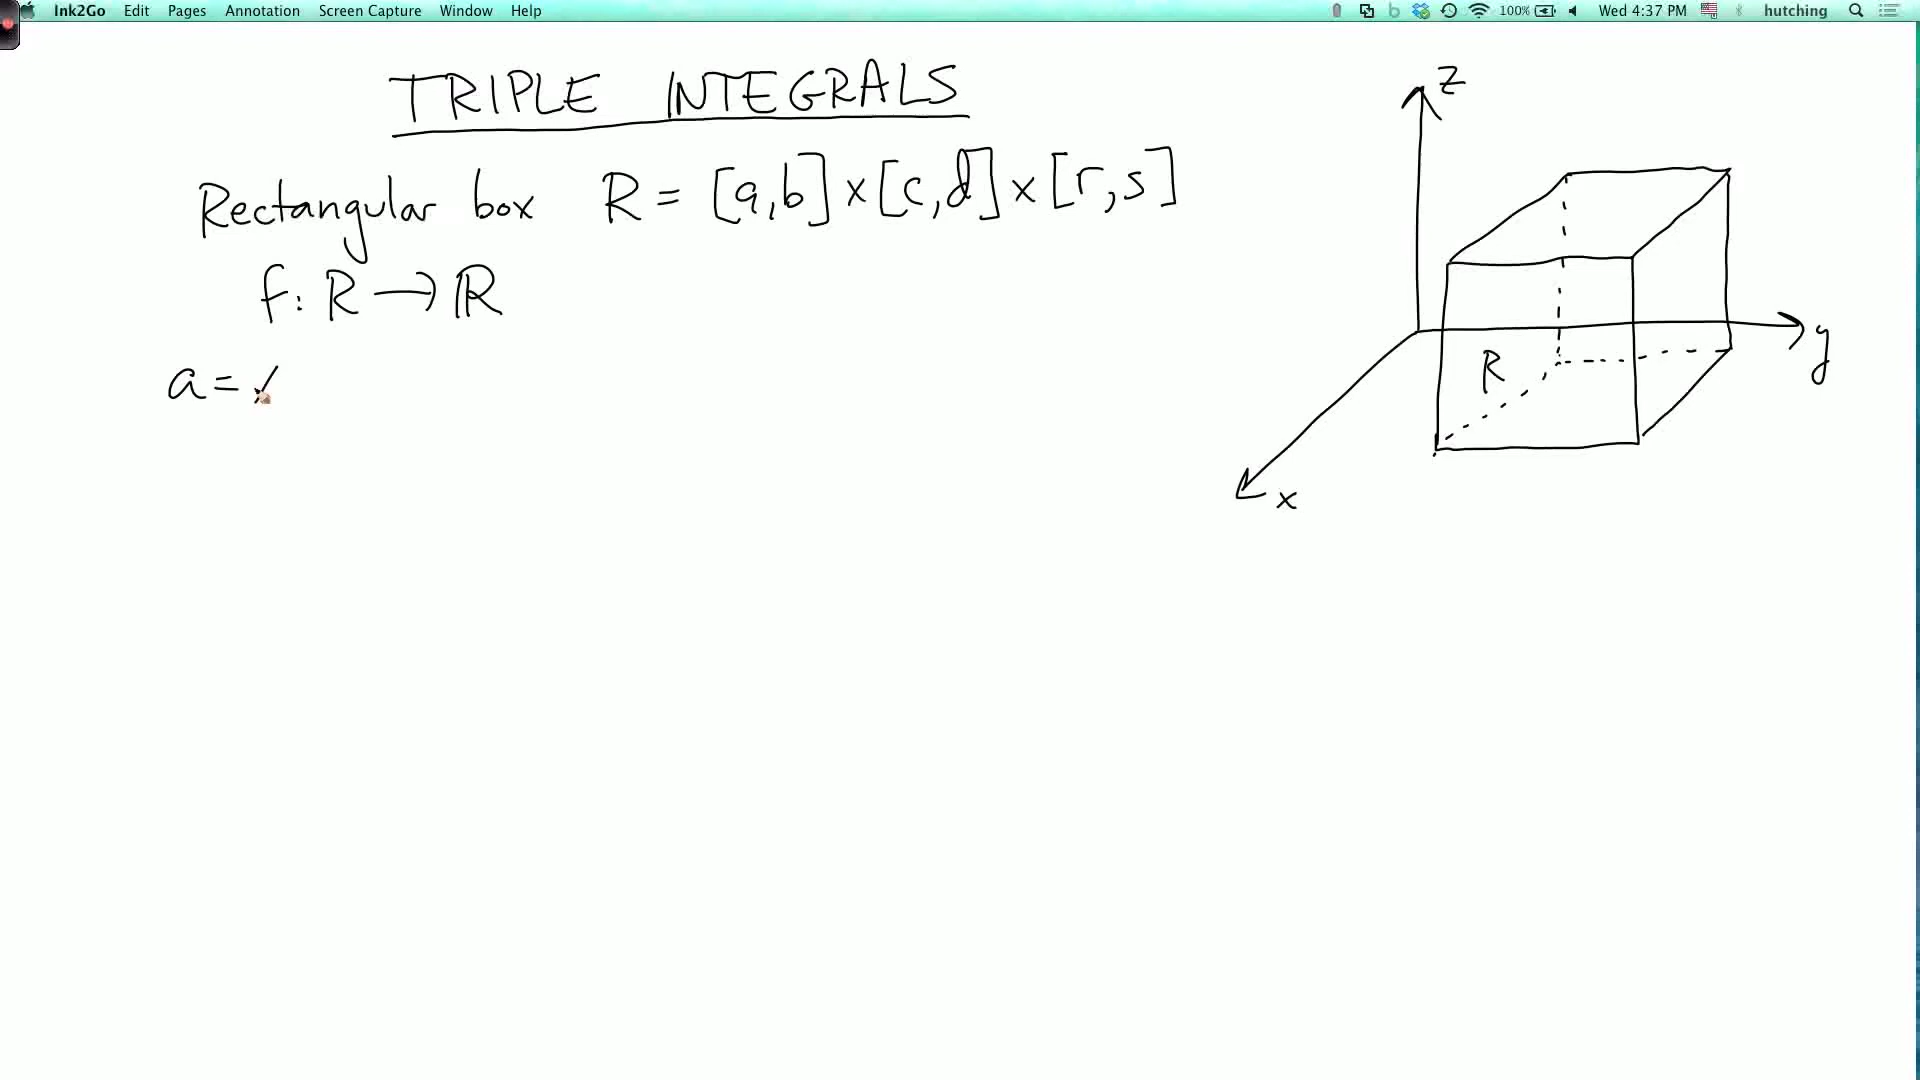 Ink2Go Edit Pages Annotation Screen Capture Window Help 100% Wed 4:37 PM hutching
TRIPLE INTEGRALS
Rectangular box R = [a,b]×[c,d]×[r,s]
f: R → ℝ
a = x
z
y
x
R